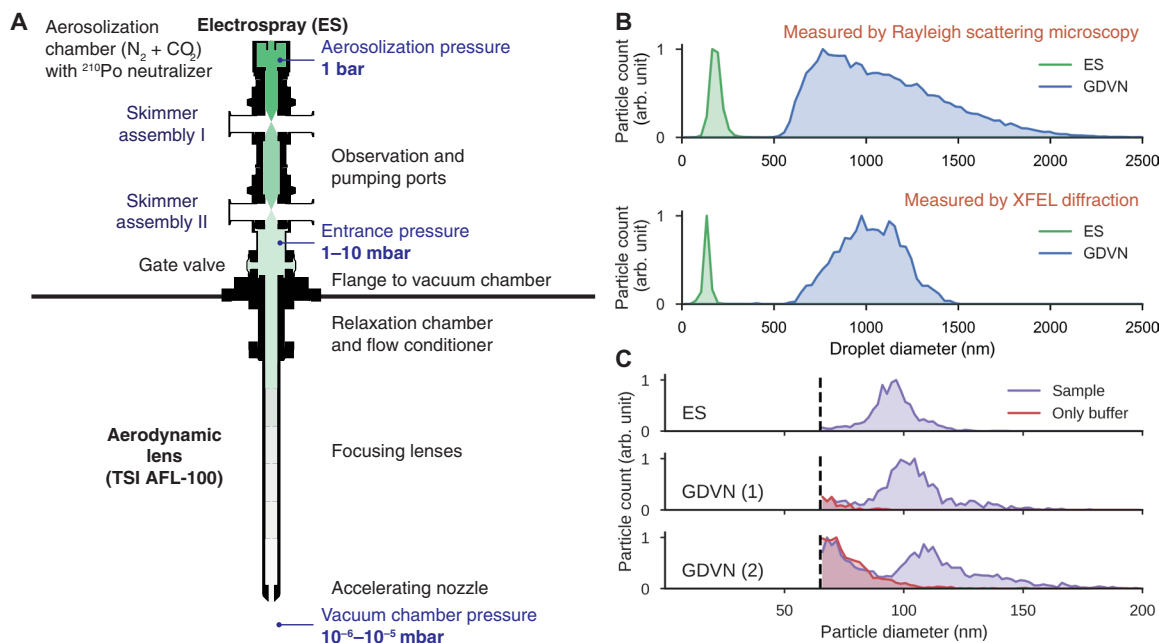 A
Electrospray (ES)
Aerosolization
chamber (N₂ + CO₂)
with ²¹⁰Po neutralizer
Aerosolization pressure
1 bar
Skimmer
assembly I
Observation and
pumping ports
Skimmer
assembly II
Entrance pressure
1–10 mbar
Gate valve
Flange to vacuum chamber
Relaxation chamber
and flow conditioner
Aerodynamic
lens
(TSI AFL-100)
Focusing lenses
Accelerating nozzle
Vacuum chamber pressure
10⁻⁶–10⁻⁵ mbar
B
Measured by Rayleigh scattering microscopy
Particle count
(arb. unit)
1
0
ES
GDVN
0 500 1000 1500 2000 2500
Measured by XFEL diffraction
Particle count
(arb. unit)
1
0
ES
GDVN
0 500 1000 1500 2000 2500
Droplet diameter (nm)
C
Particle count (arb. unit)
1
0
ES
Sample
Only buffer
1
0
GDVN (1)
1
0
GDVN (2)
50 100 150 200
Particle diameter (nm)